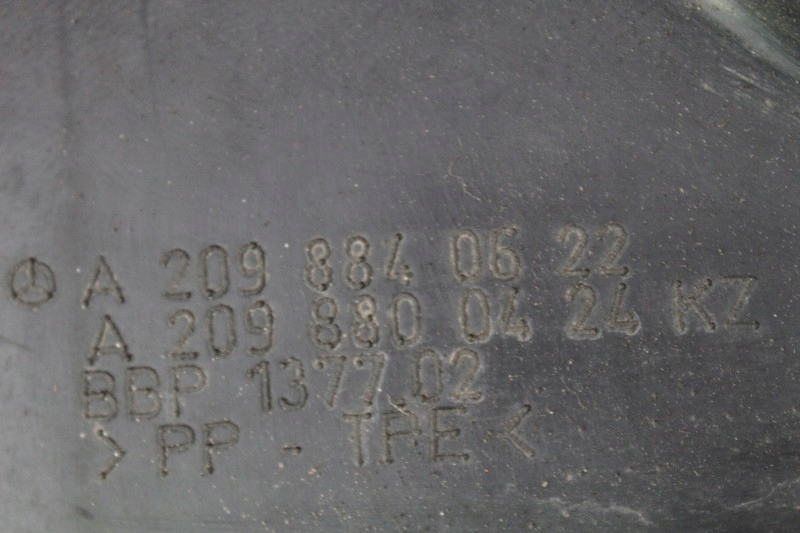 A 209 884 06 22
A 209 880 04 24 KZ
BBP 1377.02
> PP - TPE <